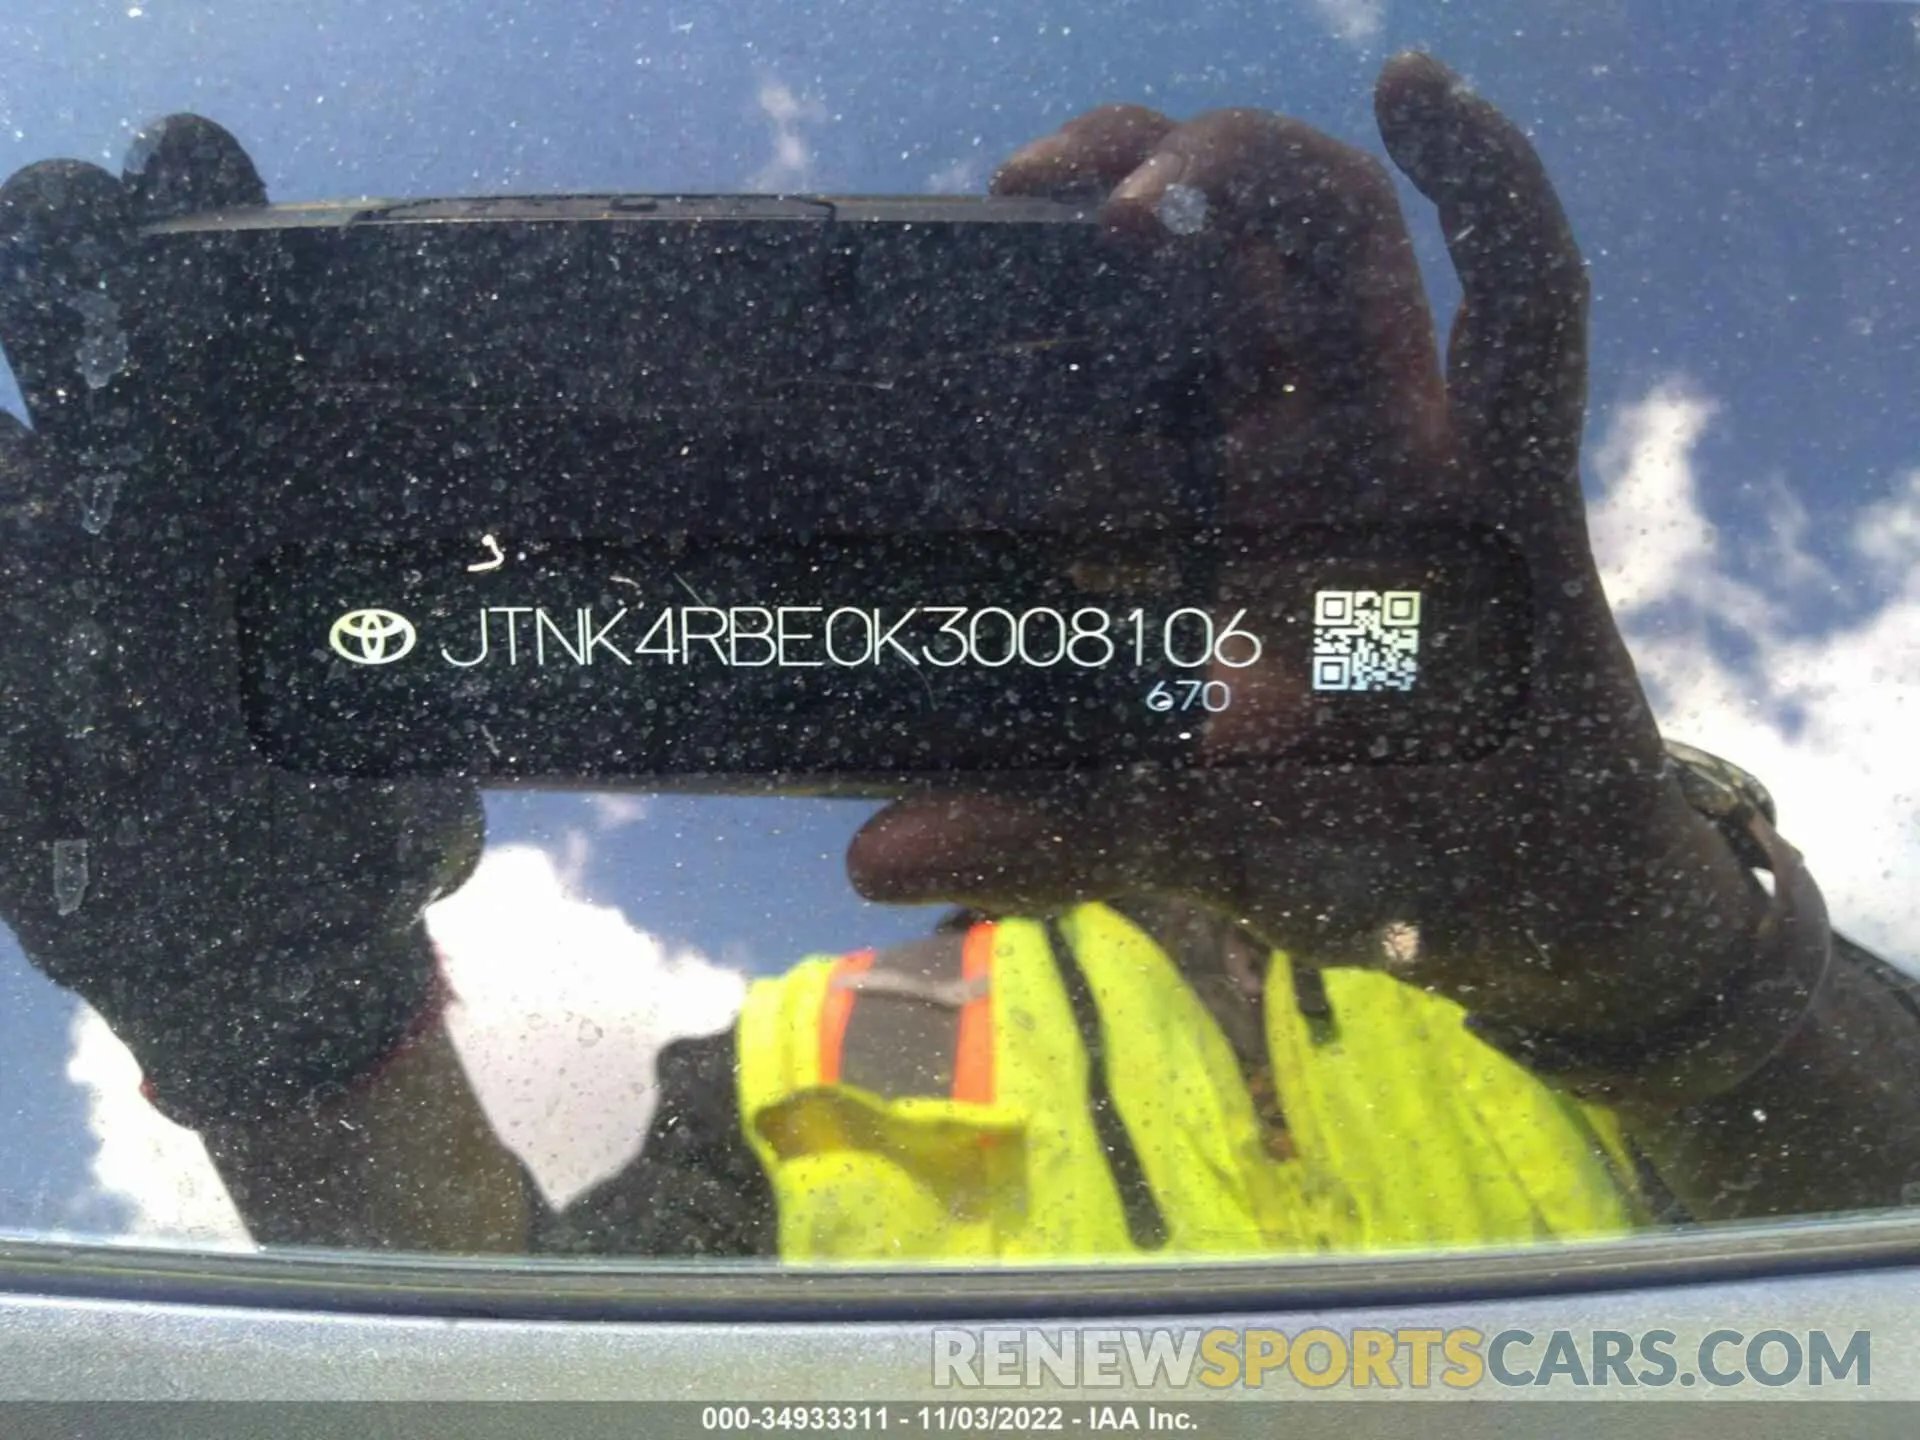 JTNK4RBE0K3008106
670
RENEWSPORTSCARS.COM
000-34933311 - 11/03/2022 - IAA Inc.